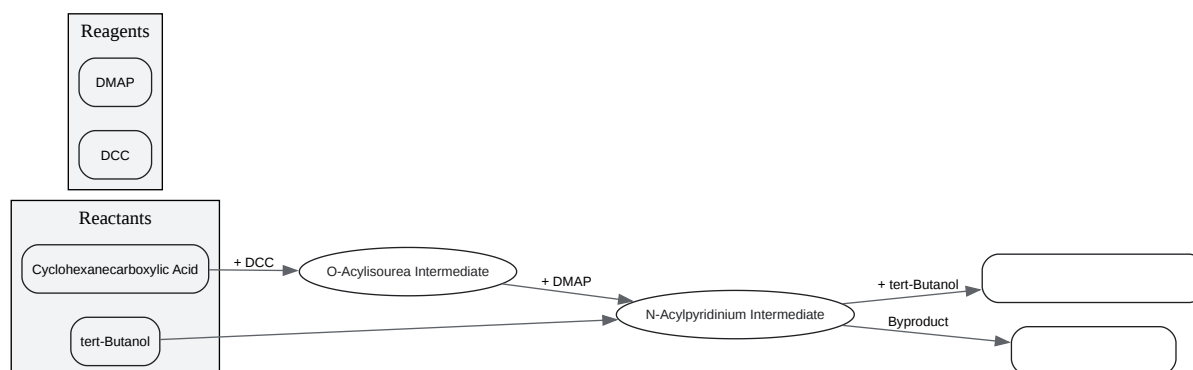 Reagents
DMAP
DCC
Reactants
Cyclohexanecarboxylic Acid
+ DCC
O-Acylisourea Intermediate
+ DMAP
tert-Butanol
N-Acylpyridinium Intermediate
+ tert-Butanol
Byproduct